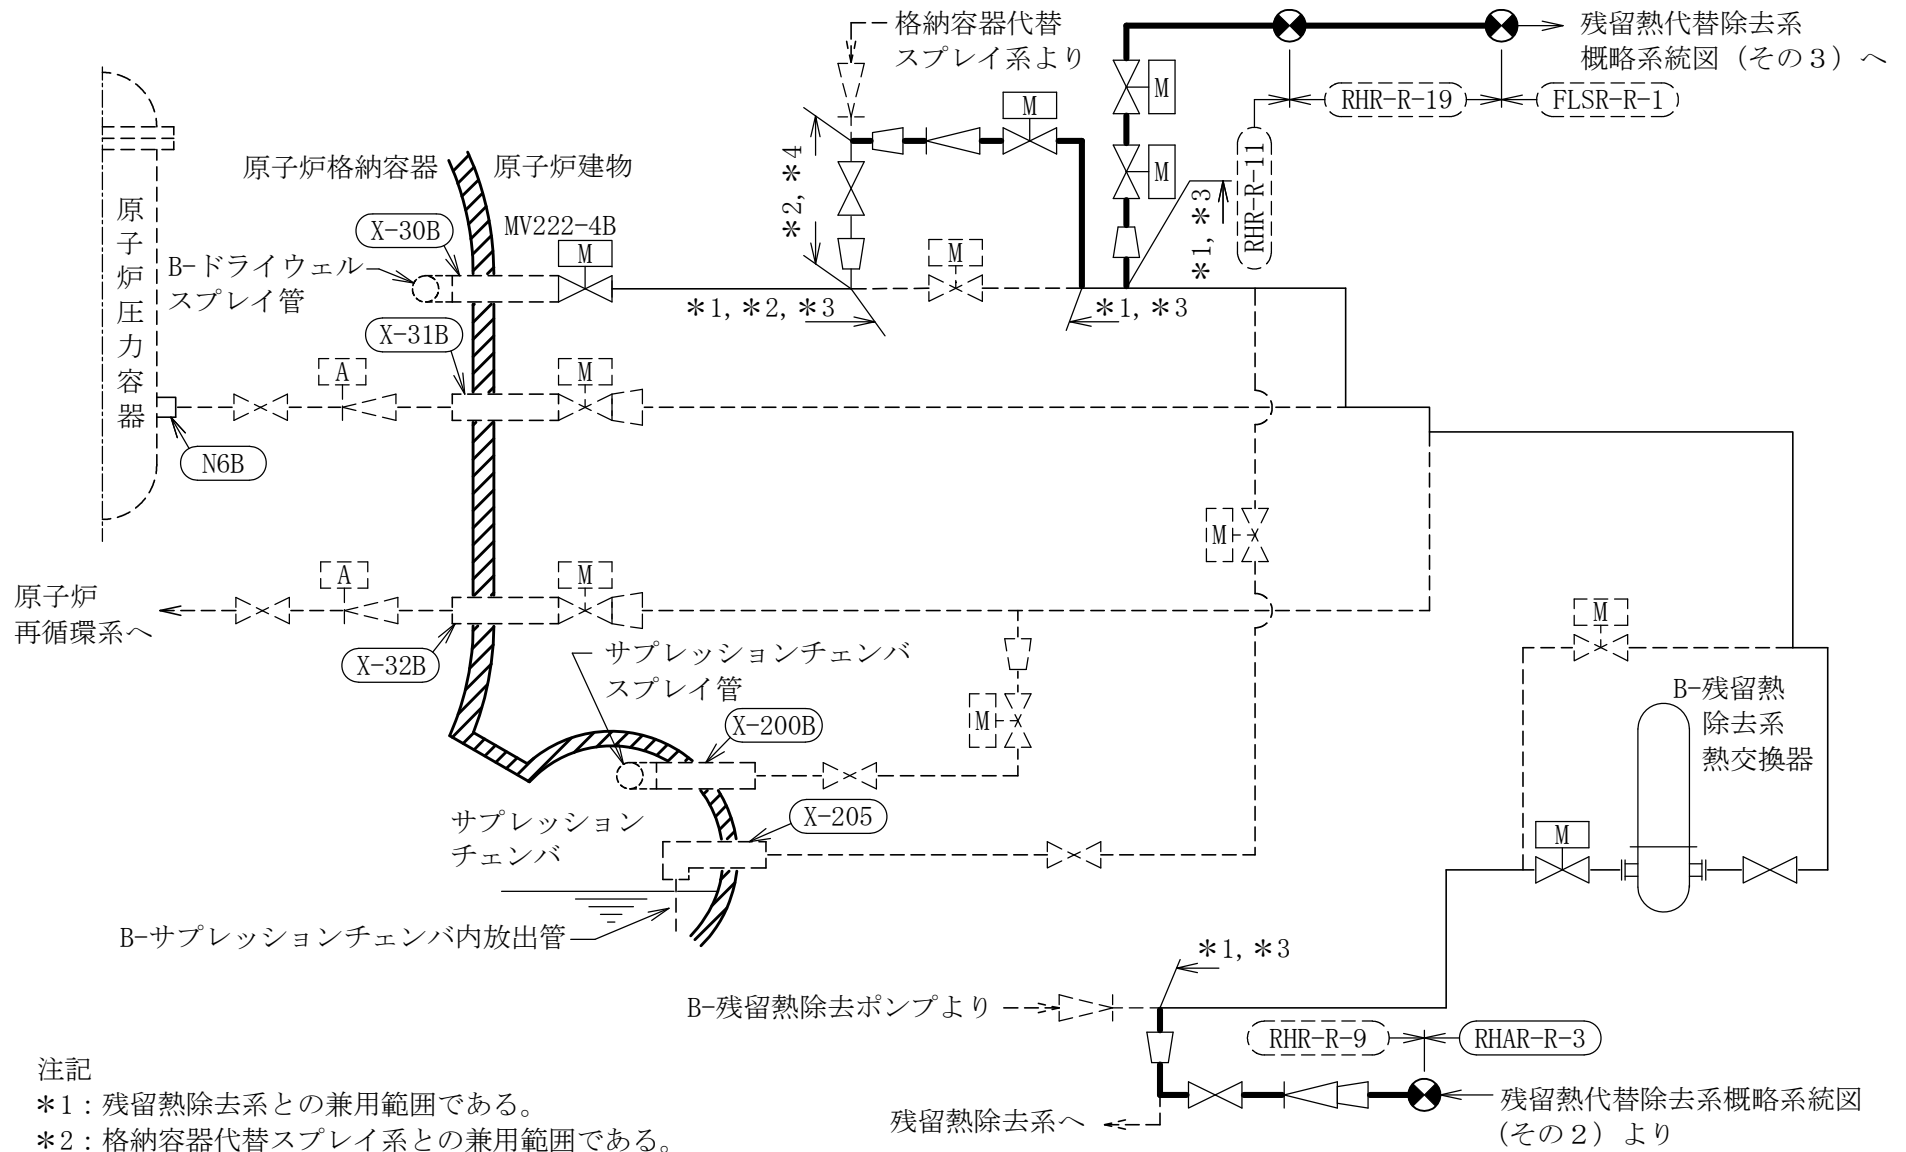 格納容器代替
スプレイ系より
残留熱代替除去系
概略系統図（その３）へ
M
M
RHR-R-19
FLSR-R-1
M
RHR-R-11
*1, *3
*2, *4
原子炉格納容器
原子炉建物
原子炉圧力容器
X-30B
MV222-4B
M
M
B-ドライウェル
スプレイ管
*1, *2, *3
*1, *3
X-31B
A
M
N6B
M
原子炉
再循環系へ
A
M
X-32B
サプレッションチェンバ
スプレイ管
M
M
B-残留熱
除去系
熱交換器
X-200B
サプレッション
チェンバ
X-205
M
B-サプレッションチェンバ内放出管
*1, *3
B-残留熱除去ポンプより
RHR-R-9
RHAR-R-3
残留熱代替除去系概略系統図
(その２）より
残留熱除去系へ
注記
*1：残留熱除去系との兼用範囲である。
*2：格納容器代替スプレイ系との兼用範囲である。